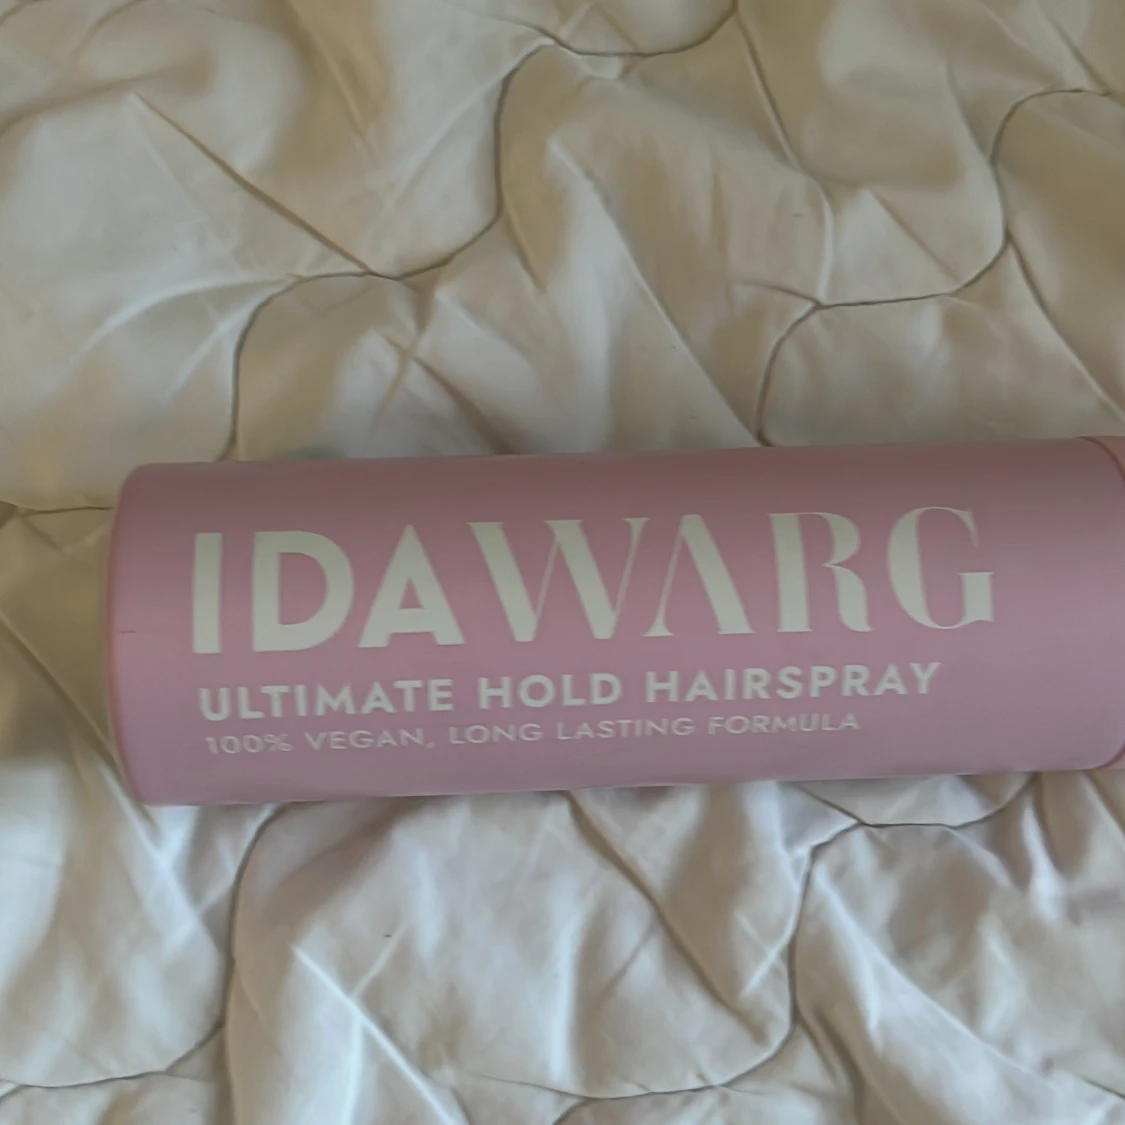 IDAWARG
ULTIMATE HOLD HAIRSPRAY
100% VEGAN, LONG LASTING FORMULA